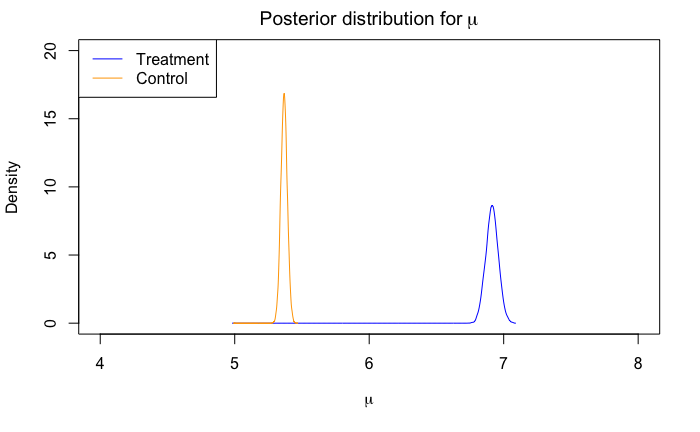 Posterior distribution for μ
Treatment
Control
Density
20
15
10
5
0
4 5 6 7 8
μ